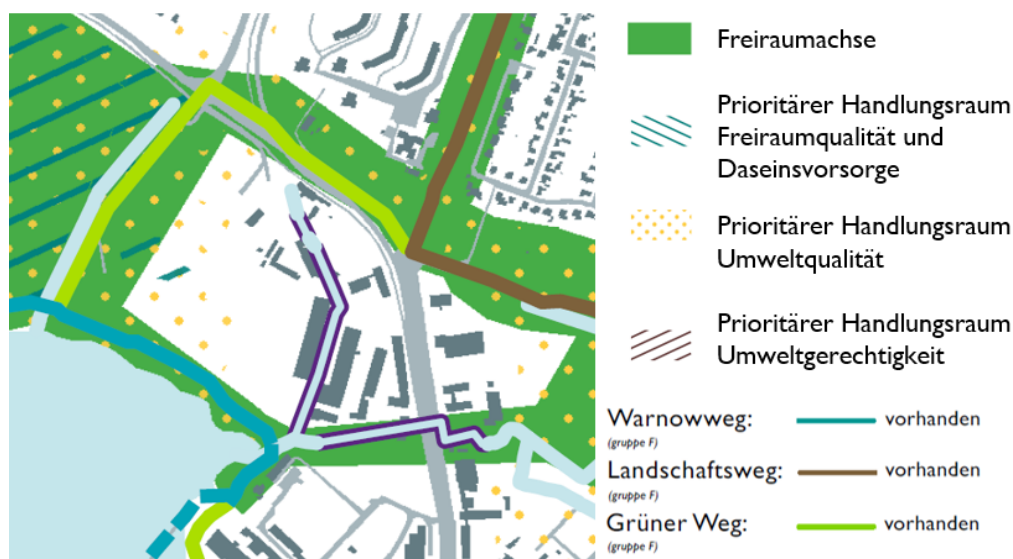 Freiraumachse
Prioritärer Handlungsraum
Freiraumqualität und
Daseinsvorsorge
Prioritärer Handlungsraum
Umweltqualität
Prioritärer Handlungsraum
Umweltgerechtigkeit
Warnowweg: vorhanden
(gruppe F)
Landschaftsweg: vorhanden
(gruppe F)
Grüner Weg: vorhanden
(gruppe F)